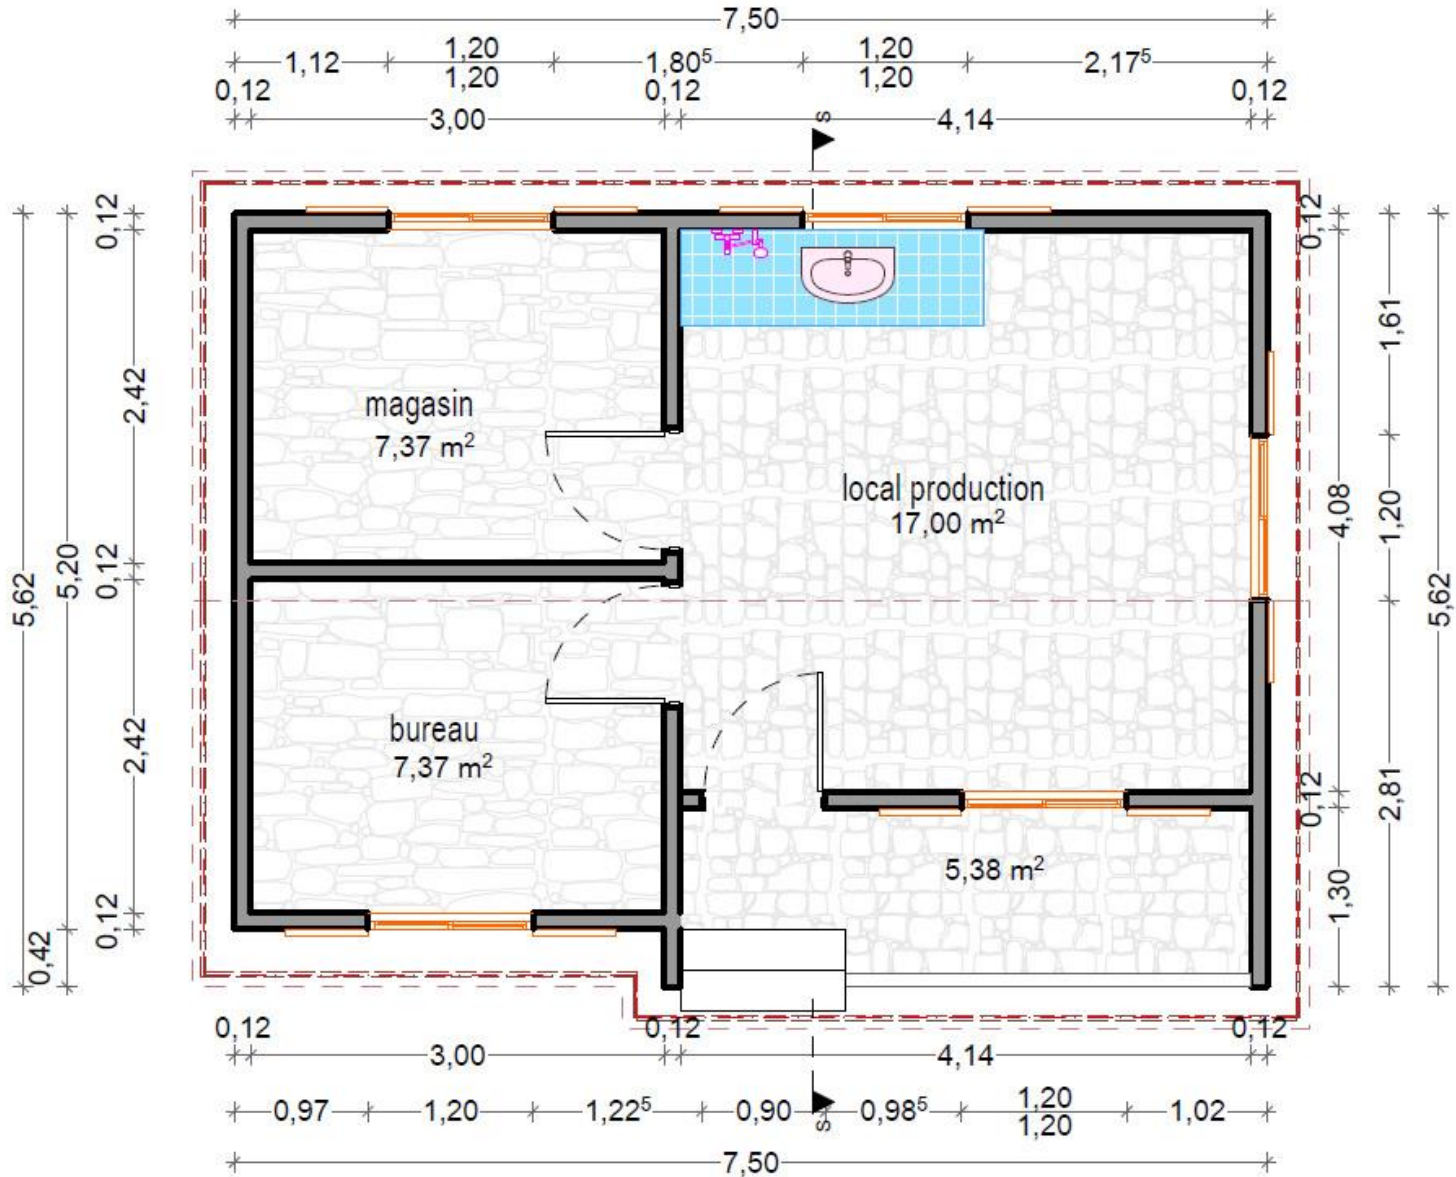 7,50
1,12 1,20 1,80⁵ 1,20 2,17⁵
1,20 1,20
0,12 0,12 0,12
3,00 4,14
s
0,12 0,12
1,61
2,42
magasin
7,37 m²
local production
17,00 m²
4,08
1,20
5,62
5,20
0,12
5,62
bureau
7,37 m²
2,42
0,12
2,81
5,38 m²
1,30
0,12
0,42
0,12 0,12 0,12
3,00 4,14
0,97 1,20 1,22⁵ 0,90 0,98⁵ 1,20 1,02
1,20
s
7,50